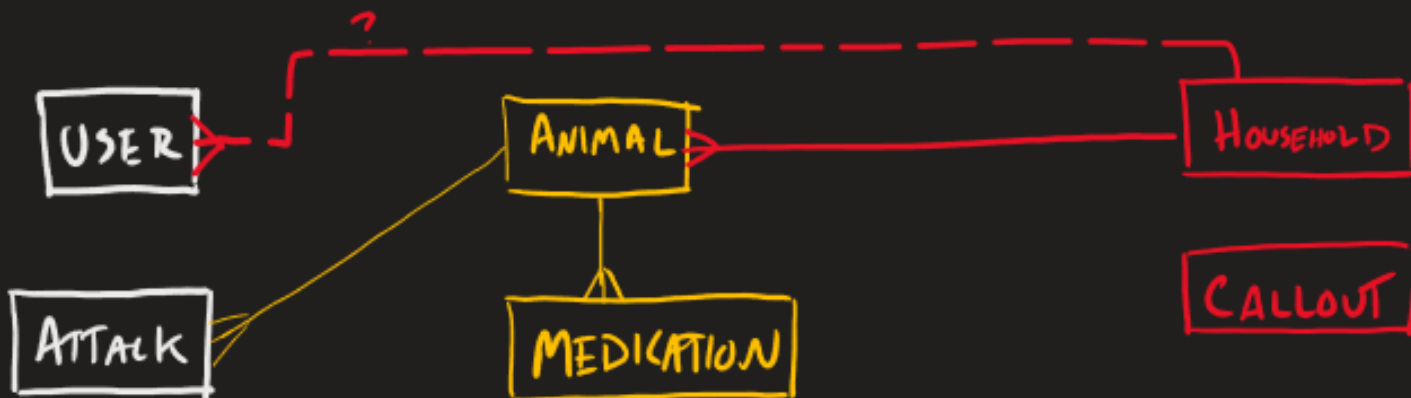 ?
USER
ANIMAL
HOUSEHOLD
ATTACK
MEDICATION
CALLOUT